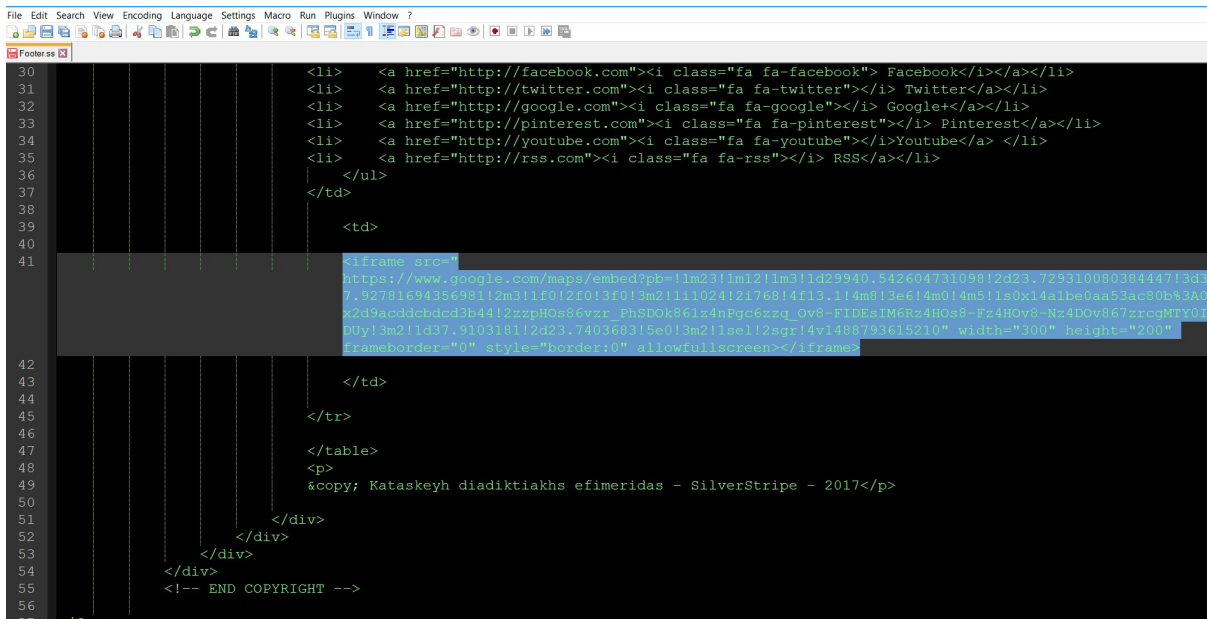 File Edit Search View Encoding Language Settings Macro Run Plugins Window ?
Footer.ss
30 <li> <a href="http://facebook.com"><i class="fa fa-facebook"> Facebook</i></a></li>
31 <li> <a href="http://twitter.com"><i class="fa fa-twitter"></i> Twitter</a></li>
32 <li> <a href="http://google.com"><i class="fa fa-google"></i> Google+</a></li>
33 <li> <a href="http://pinterest.com"><i class="fa fa-pinterest"></i> Pinterest</a></li>
34 <li> <a href="http://youtube.com"><i class="fa fa-youtube"></i>Youtube</a> </li>
35 <li> <a href="http://rss.com"><i class="fa fa-rss"></i> RSS</a></li>
36 </ul>
37 </td>
38
39 <td>
40
41 <iframe src="
https://www.google.com/maps/embed?pb=!1m23!1m12!1m3!1d29940.542604731098!2d23.729310080384447!3d3
7.92781694356981!2m3!1f0!2f0!3f0!3m2!1i1024!2i768!4f13.1!4m8!3e6!4m0!4m5!1s0x14a1be0aa53ac80b%3A0
x2d9acddcbdcd3b44!2zzpHOs86vzr_PhSDOk861z4nPgc6zzq_Ov8-FIDEsIM6Rz4HOs8-Fz4HOv8-Nz4DOv867zrcgMTY0I
DUy!3m2!1d37.9103181!2d23.7403683!5e0!3m2!1sel!2sgr!4v1488793615210" width="300" height="200"
frameborder="0" style="border:0" allowfullscreen></iframe>
42
43 </td>
44
45 </tr>
46
47 </table>
48 <p>
49 &copy; Kataskeyh diadiktiakhs efimeridas - SilverStripe - 2017</p>
50
51 </div>
52 </div>
53 </div>
54 </div>
55 <!-- END COPYRIGHT -->
56